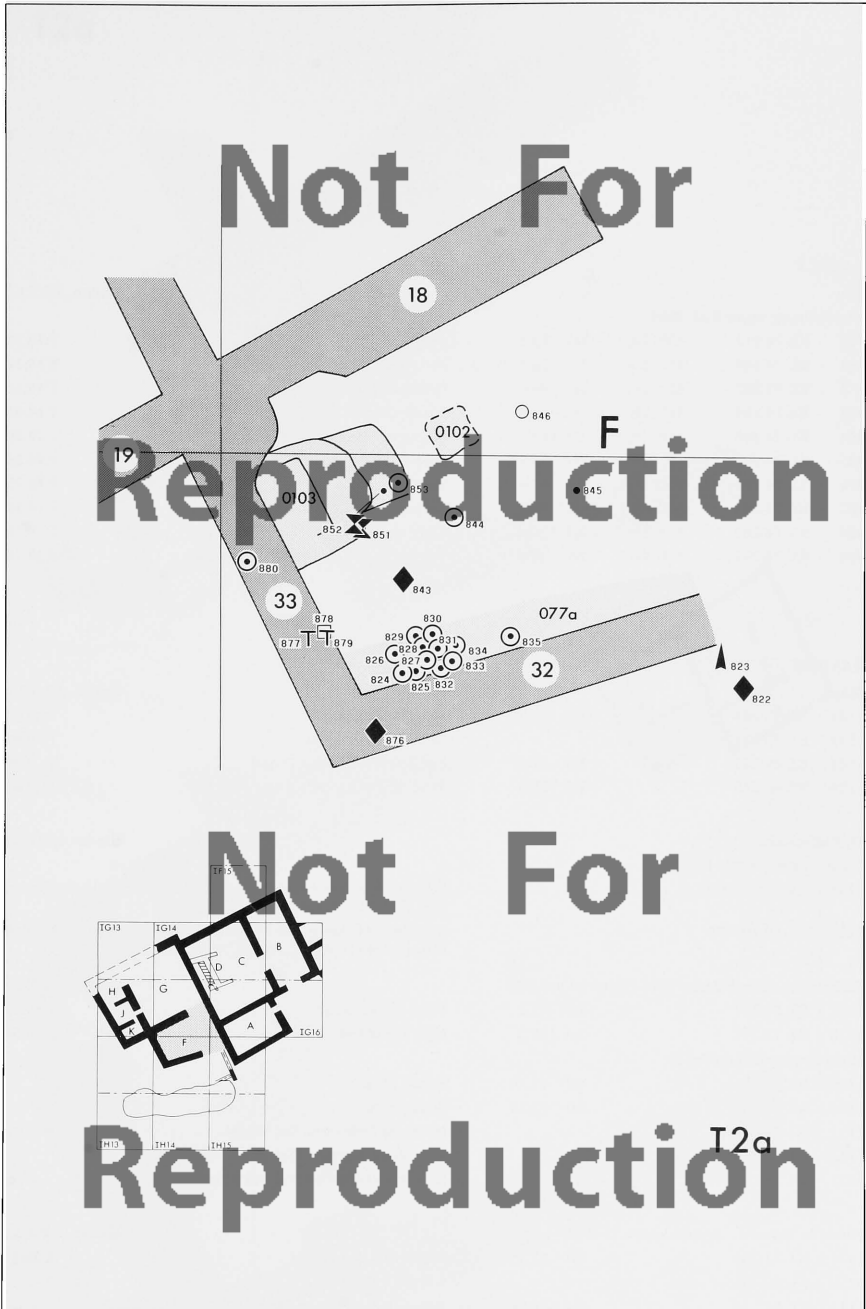 Not For
18
0102
846
F
19
Reproduction
0103
853
845
852
851
844
880
843
33
878
830
077a
877
879
829
831
835
828
834
826
827
833
32
824
825
832
823
822
876
Not For
IF15
IG13
IG14
B
D
C
H
G
J
A
K
IG16
F
IH13
IH14
IH15
T2a
Reproduction